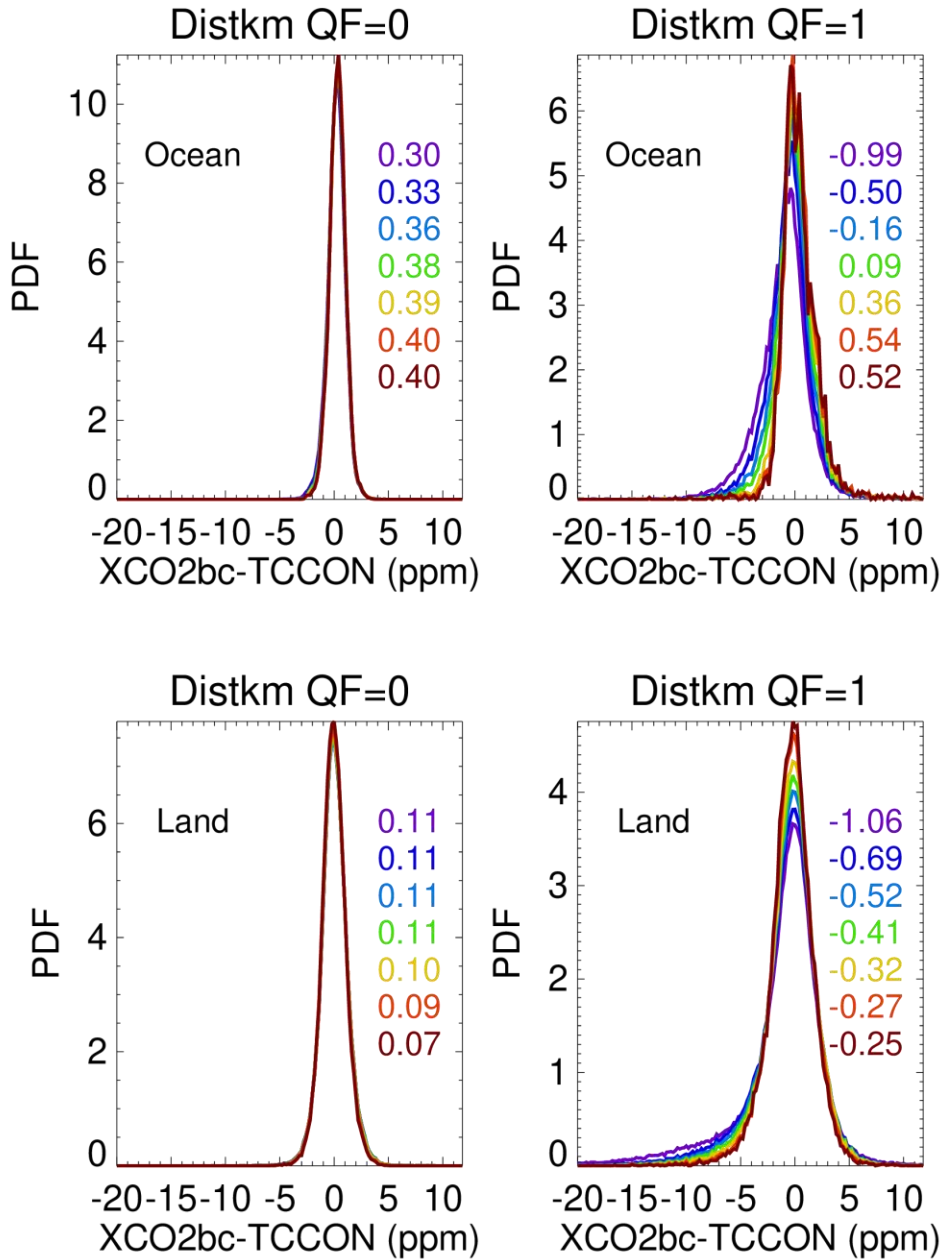 Distkm QF=0
PDF
10
8
6
4
2
0
Ocean
0.30
0.33
0.36
0.38
0.39
0.40
0.40
-20-15-10 -5 0 5 10
XCO2bc-TCCON (ppm)
Distkm QF=1
PDF
6
5
4
3
2
1
0
Ocean
-0.99
-0.50
-0.16
0.09
0.36
0.54
0.52
-20-15-10 -5 0 5 10
XCO2bc-TCCON (ppm)
Distkm QF=0
PDF
6
4
2
0
Land
0.11
0.11
0.11
0.11
0.10
0.09
0.07
-20-15-10 -5 0 5 10
XCO2bc-TCCON (ppm)
Distkm QF=1
PDF
4
3
2
1
0
Land
-1.06
-0.69
-0.52
-0.41
-0.32
-0.27
-0.25
-20-15-10 -5 0 5 10
XCO2bc-TCCON (ppm)